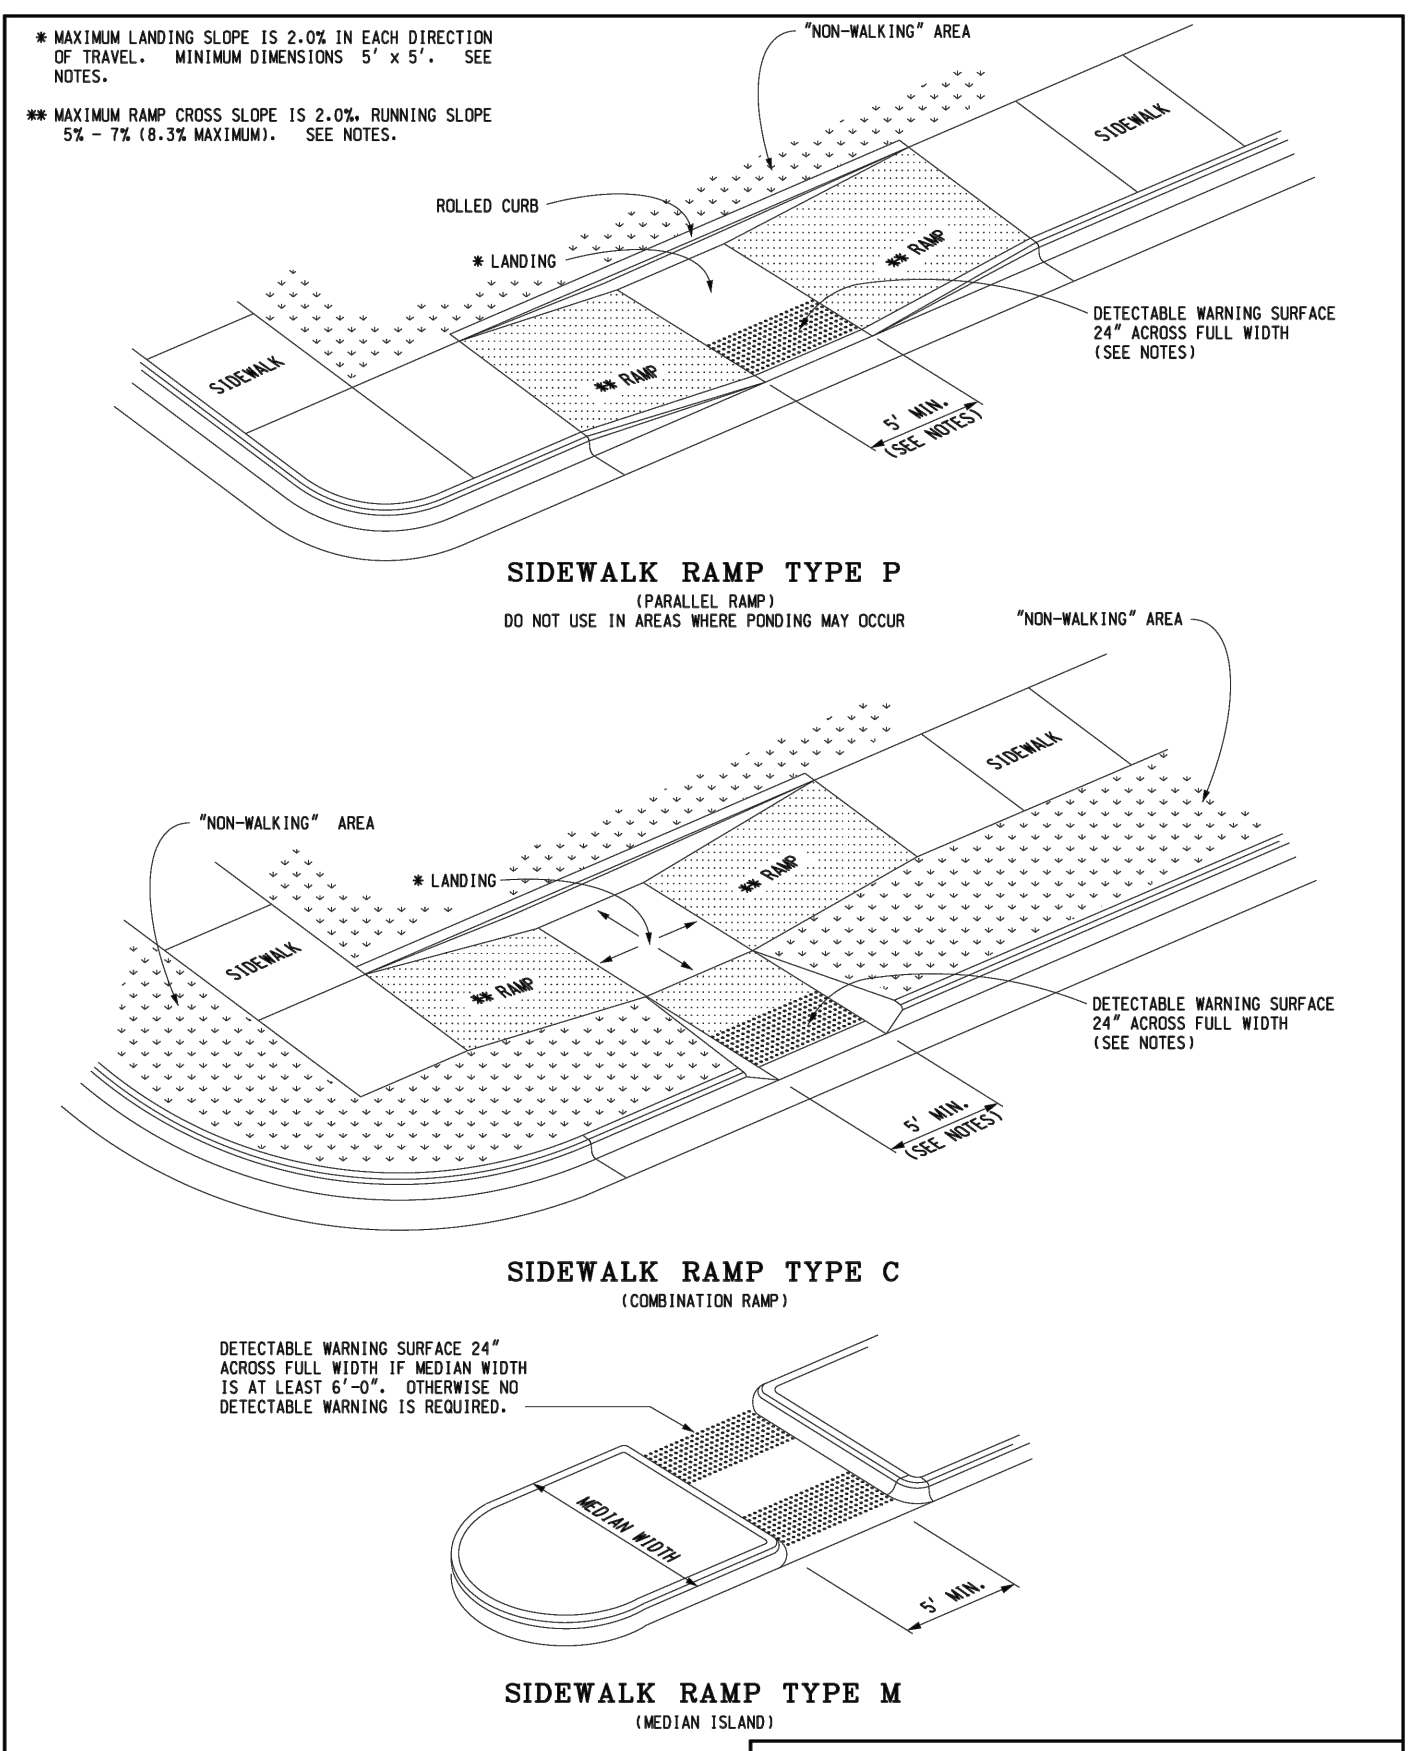 * MAXIMUM LANDING SLOPE IS 2.0% IN EACH DIRECTION
OF TRAVEL. MINIMUM DIMENSIONS 5' x 5'. SEE
NOTES.
** MAXIMUM RAMP CROSS SLOPE IS 2.0%, RUNNING SLOPE
5% - 7% (8.3% MAXIMUM). SEE NOTES.
"NON-WALKING" AREA
SIDEWALK
ROLLED CURB
** RAMP
* LANDING
DETECTABLE WARNING SURFACE
24" ACROSS FULL WIDTH
(SEE NOTES)
SIDEWALK
** RAMP
5' MIN.
(SEE NOTES)
SIDEWALK RAMP TYPE P
(PARALLEL RAMP)
DO NOT USE IN AREAS WHERE PONDING MAY OCCUR
"NON-WALKING" AREA
SIDEWALK
"NON-WALKING" AREA
* LANDING
** RAMP
SIDEWALK
** RAMP
DETECTABLE WARNING SURFACE
24" ACROSS FULL WIDTH
(SEE NOTES)
5' MIN.
(SEE NOTES)
SIDEWALK RAMP TYPE C
(COMBINATION RAMP)
DETECTABLE WARNING SURFACE 24"
ACROSS FULL WIDTH IF MEDIAN WIDTH
IS AT LEAST 6'-0". OTHERWISE NO
DETECTABLE WARNING IS REQUIRED.
MEDIAN WIDTH
5' MIN.
SIDEWALK RAMP TYPE M
(MEDIAN ISLAND)